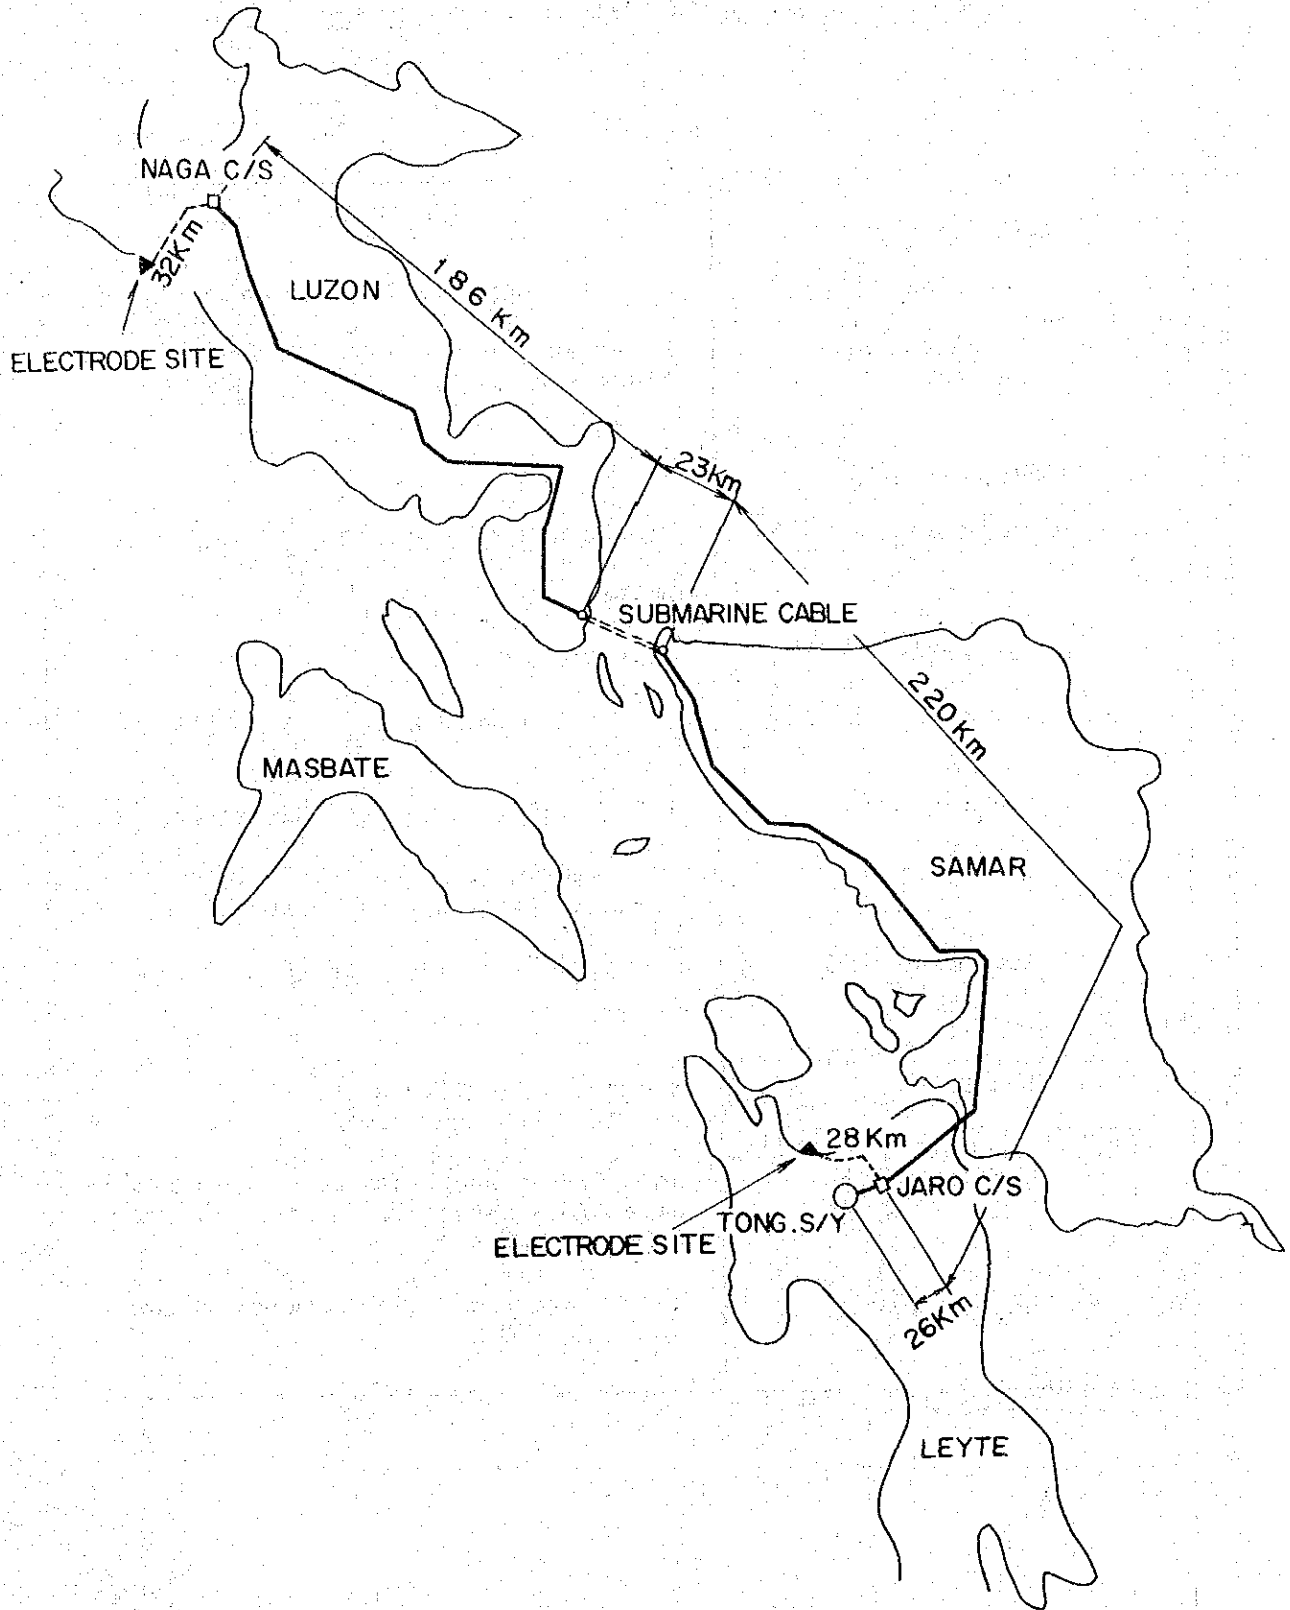 NAGA C/S
32Km
LUZON
186 Km
ELECTRODE SITE
23Km
SUBMARINE CABLE
220Km
MASBATE
SAMAR
28Km
JARO C/S
TONG.S/Y
ELECTRODE SITE
26Km
LEYTE